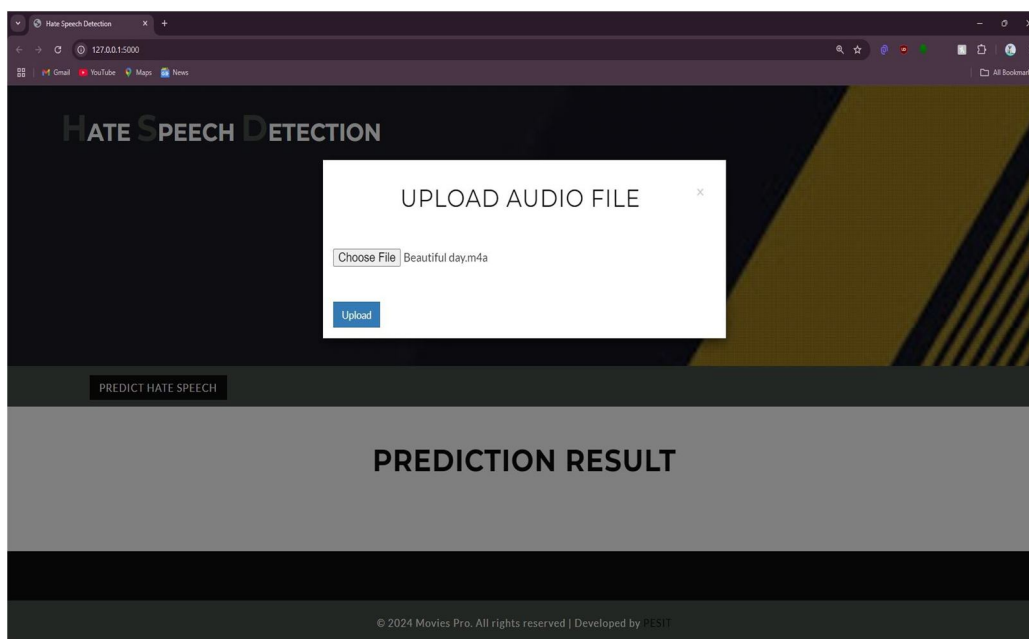 Hate Speech Detection
127.0.0.1:5000
Gmail YouTube Maps News All Bookmar
HATE SPEECH DETECTION
UPLOAD AUDIO FILE ×
Choose File Beautiful day.m4a
Upload
PREDICT HATE SPEECH
PREDICTION RESULT
© 2024 Movies Pro. All rights reserved | Developed by PESIT